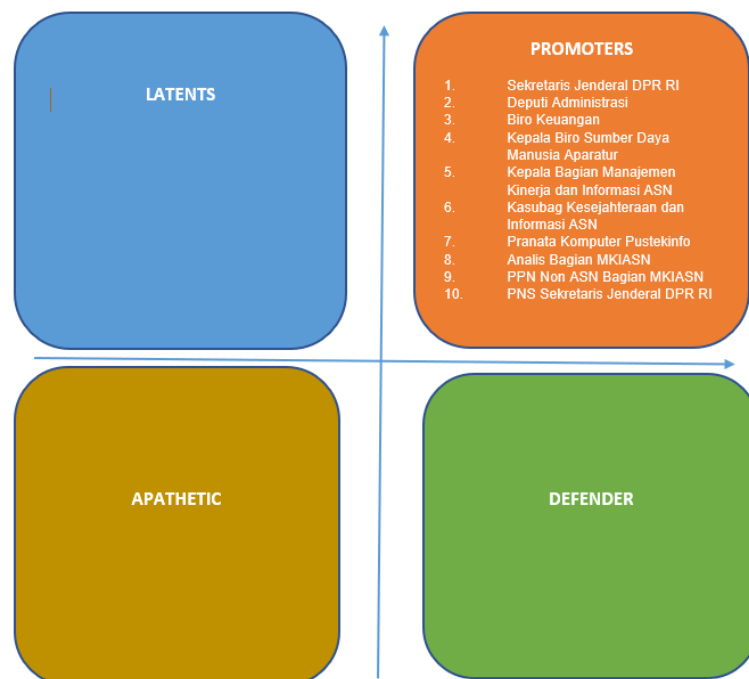 LATENTS
PROMOTERS
1. Sekretaris Jenderal DPR RI
2. Deputi Administrasi
3. Biro Keuangan
4. Kepala Biro Sumber Daya
Manusia Aparatur
5. Kepala Bagian Manajemen
Kinerja dan Informasi ASN
6. Kasubag Kesejahteraan dan
Informasi ASN
7. Pranata Komputer Pustekinfo
8. Analis Bagian MKIASN
9. PPN Non ASN Bagian MKIASN
10. PNS Sekretaris Jenderal DPR RI
APATHETIC
DEFENDER